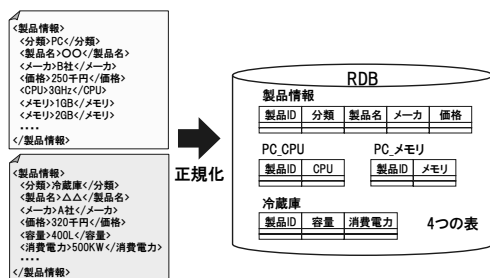 <製品情報>
<分類>PC</分類>
<製品名>○○</製品名>
<メーカ>B社</メーカ>
<価格>250千円</価格>
<CPU>3GHz</CPU>
<メモリ>1GB</メモリ>
<メモリ>2GB</メモリ>
‥‥
</製品情報>
<製品情報>
<分類>冷蔵庫</分類>
<製品名>△△</製品名>
<メーカ>A社</メーカ>
<価格>320千円</価格>
<容量>400L</容量>
<消費電力>500KW</消費電力>
‥‥
</製品情報>
正規化
RDB
製品情報
製品ID 分類 製品名 メーカ 価格
PC_CPU PC_メモリ
製品ID CPU 製品ID メモリ
冷蔵庫
製品ID 容量 消費電力 4つの表